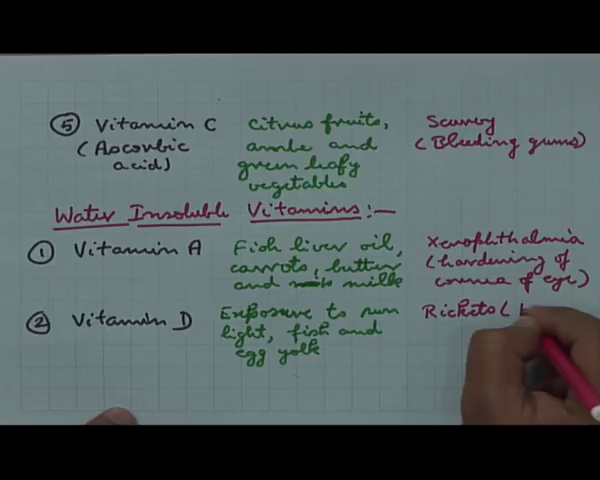 ⑤ Vitamin C Citrus fruits, Scurvy
(Ascorbic amla and (Bleeding gums)
acid) green leafy
vegetables
Water Insoluble Vitamins:-
① Vitamin A Fish liver oil, Xerophthalmia
carrots, butter (hardening of
and milk cornea of eye)
② Vitamin D Exposure to sun Rickets (
light, fish and
egg yolk